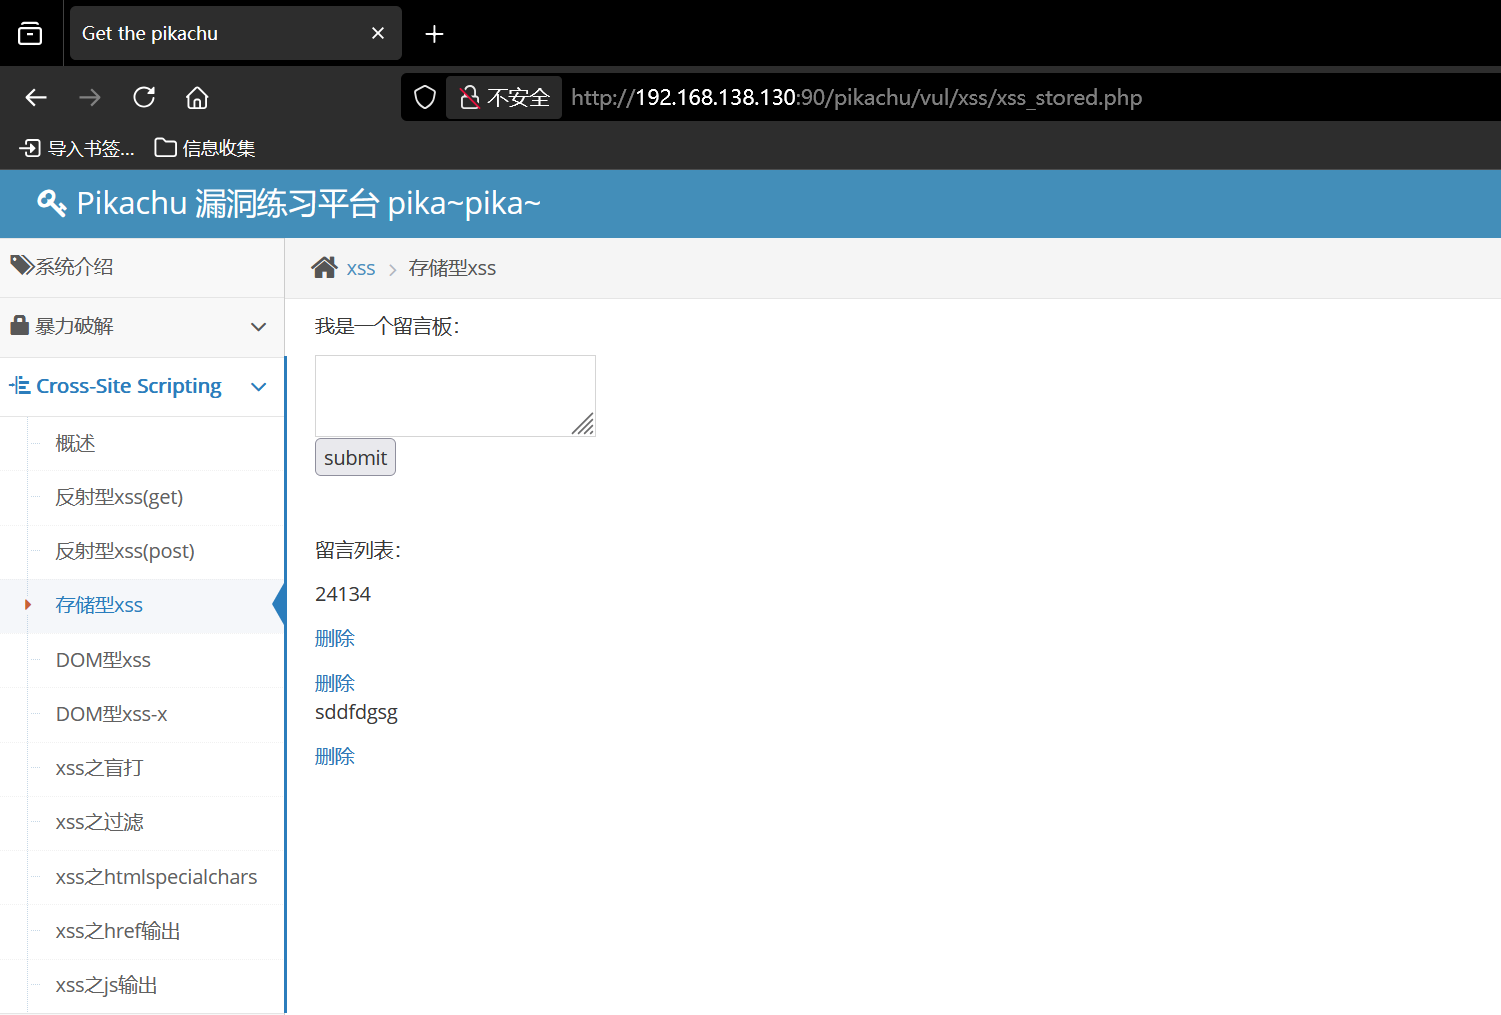 Get the pikachu
不安全
http://192.168.138.130:90/pikachu/vul/xss/xss_stored.php
导入书签...
信息收集
Pikachu 漏洞练习平台 pika~pika~
系统介绍
暴力破解
Cross-Site Scripting
概述
反射型xss(get)
反射型xss(post)
存储型xss
DOM型xss
DOM型xss-x
xss之盲打
xss之过滤
xss之htmlspecialchars
xss之href输出
xss之js输出
xss
存储型xss
我是一个留言板：
submit
留言列表：
24134
删除
删除
sddfdgsg
删除